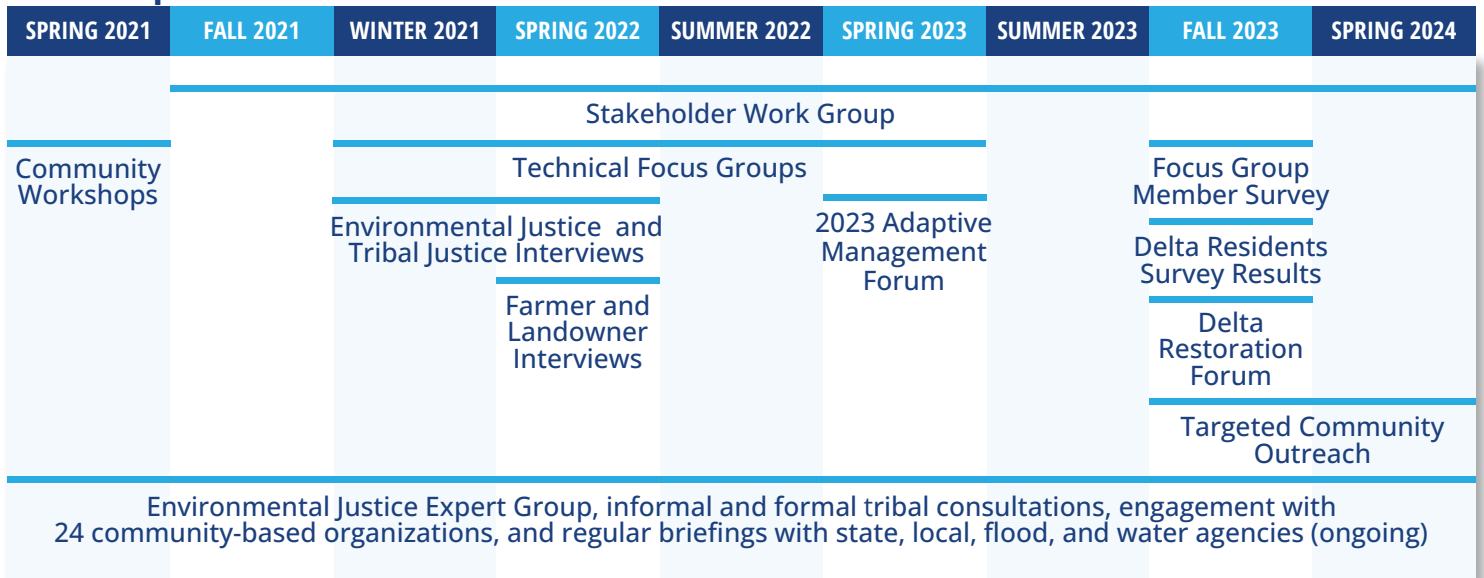 SPRING 2021 FALL 2021 WINTER 2021 SPRING 2022 SUMMER 2022 SPRING 2023 SUMMER 2023 FALL 2023 SPRING 2024
Stakeholder Work Group
Community
Workshops
Technical Focus Groups
Focus Group
Member Survey
Environmental Justice and
Tribal Justice Interviews
2023 Adaptive
Management
Forum
Delta Residents
Survey Results
Farmer and
Landowner
Interviews
Delta
Restoration
Forum
Targeted Community
Outreach
Environmental Justice Expert Group, informal and formal tribal consultations, engagement with
24 community-based organizations, and regular briefings with state, local, flood, and water agencies (ongoing)